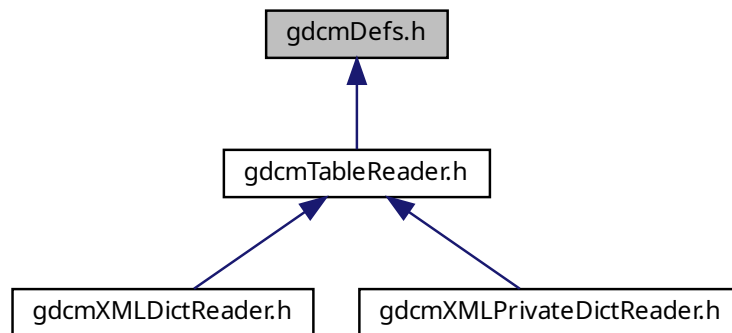 gdcmDefs.h
gdcmTableReader.h
gdcmXMLDictReader.h
gdcmXMLPrivateDictReader.h